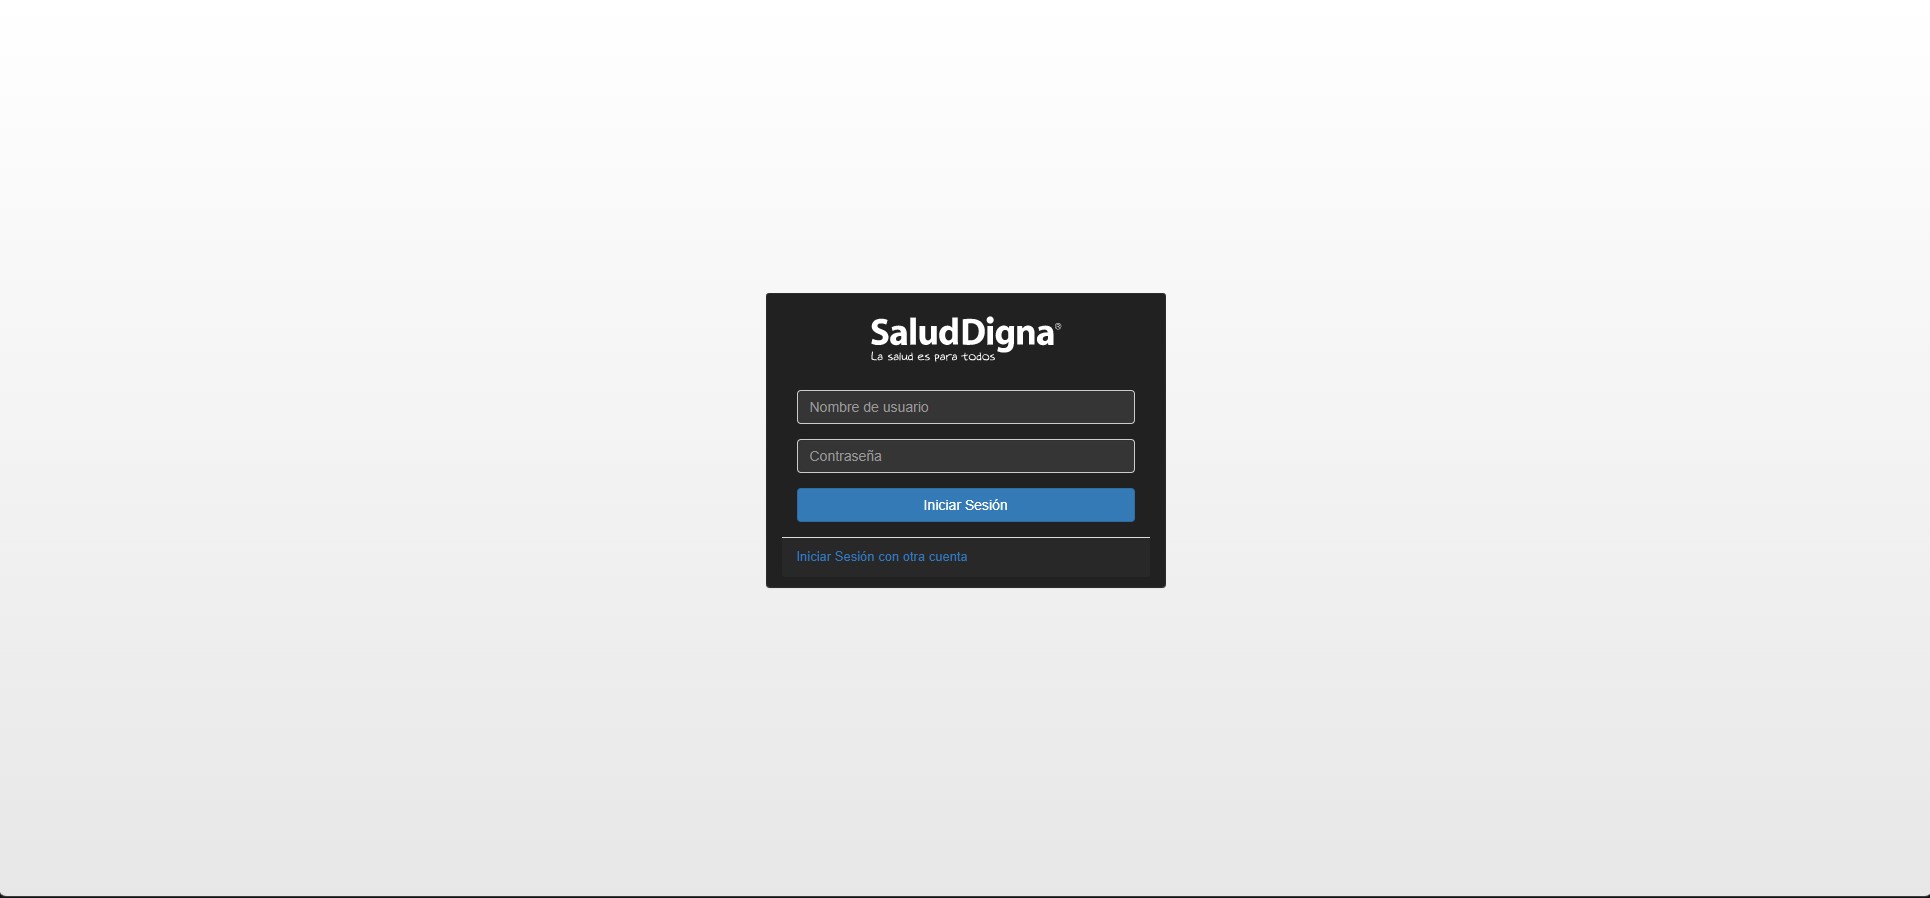 SaludDigna®
La salud es para todos
Nombre de usuario
Contraseña
Iniciar Sesión
Iniciar Sesión con otra cuenta